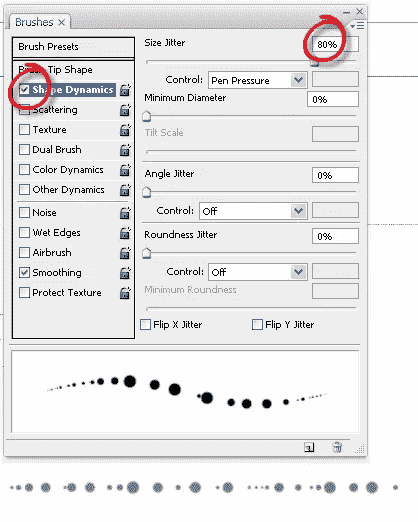 Brushes ×
Brush Presets
Brush Tip Shape
Shape Dynamics
Scattering
Texture
Dual Brush
Color Dynamics
Other Dynamics
Noise
Wet Edges
Airbrush
Smoothing
Protect Texture
Size Jitter 80%
Control: Pen Pressure
Minimum Diameter 0%
Tilt Scale
Angle Jitter 0%
Control: Off
Roundness Jitter 0%
Control: Off
Minimum Roundness
Flip X Jitter Flip Y Jitter